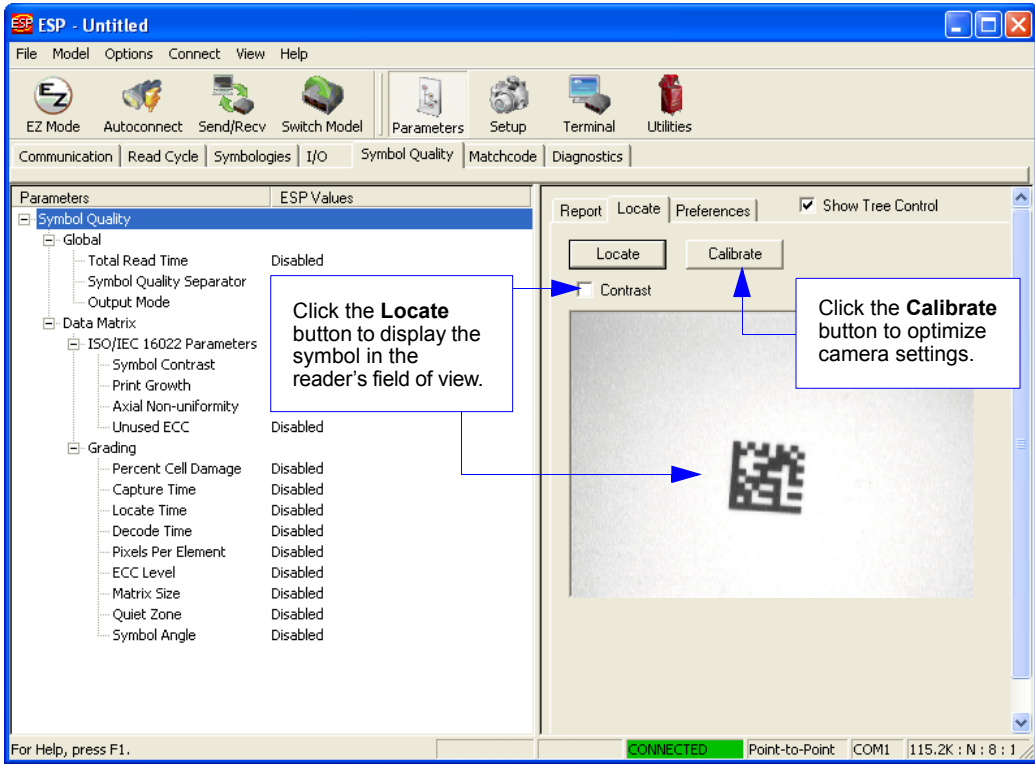 ESP - Untitled
File Model Options Connect View Help
EZ Mode Autoconnect Send/Recv Switch Model Parameters Setup Terminal Utilities
Communication Read Cycle Symbologies I/O Symbol Quality Matchcode Diagnostics
Parameters ESP Values
Symbol Quality
Global
Total Read Time Disabled
Symbol Quality Separator
Output Mode
Data Matrix
ISO/IEC 16022 Parameters
Symbol Contrast
Print Growth
Axial Non-uniformity
Unused ECC Disabled
Grading
Percent Cell Damage Disabled
Capture Time Disabled
Locate Time Disabled
Decode Time Disabled
Pixels Per Element Disabled
ECC Level Disabled
Matrix Size Disabled
Quiet Zone Disabled
Symbol Angle Disabled
Click the Locate
button to display the
symbol in the
reader's field of view.
Report Locate Preferences Show Tree Control
Locate Calibrate
Contrast
Click the Calibrate
button to optimize
camera settings.
For Help, press F1. CONNECTED Point-to-Point COM1 115.2K : N : 8 : 1